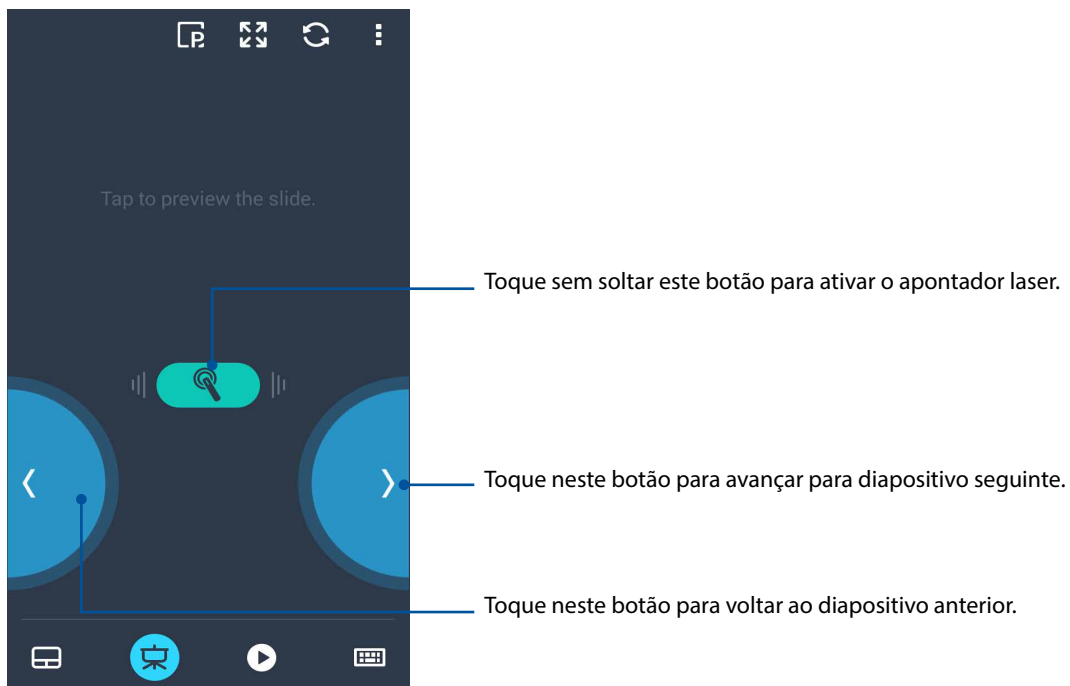 P
Tap to preview the slide.
Toque sem soltar este botão para ativar o apontador laser.
Toque neste botão para avançar para diapositivo seguinte.
Toque neste botão para voltar ao diapositivo anterior.